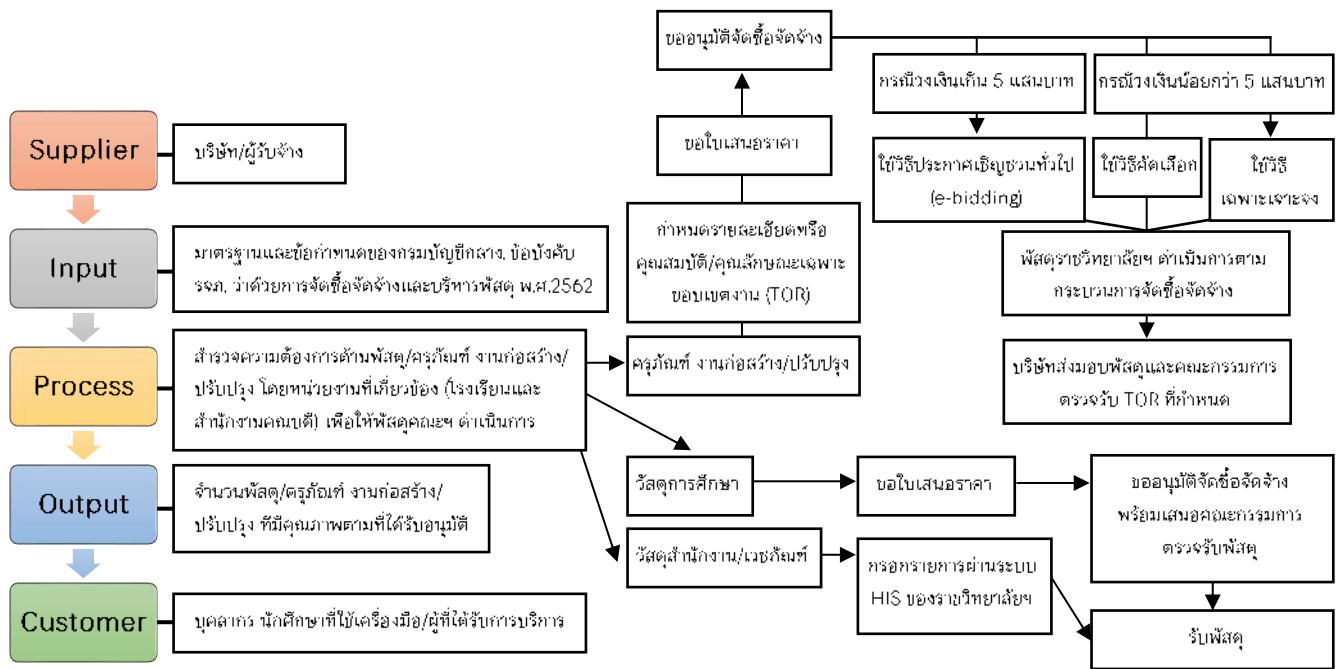 Supplier
บริษัท/ผู้รับจ้าง
Input
มาตรฐานและข้อกำหนดของกรมบัญชีกลาง, ข้อบังคับ
รจภ. ว่าด้วยการจัดซื้อจัดจ้างและบริหารพัสดุ พ.ศ.2562
Process
สำรวจความต้องการด้านพัสดุ/ครุภัณฑ์ งานก่อสร้าง/
ปรับปรุง โดยหน่วยงานที่เกี่ยวข้อง (โรงเรียนและ
สำนักงานคณบดี) เพื่อให้พัสดุคณะฯ ดำเนินการ
Output
จำนวนพัสดุ/ครุภัณฑ์ งานก่อสร้าง/
ปรับปรุง ที่มีคุณภาพตามที่ได้รับอนุมัติ
Customer
บุคลากร นักศึกษาที่ใช้เครื่องมือ/ผู้ที่ได้รับการบริการ
ขออนุมัติจัดซื้อจัดจ้าง
ขอใบเสนอราคา
กำหนดรายละเอียดหรือ
คุณสมบัติ/คุณลักษณะเฉพาะ
ขอบเขตงาน (TOR)
ครุภัณฑ์ งานก่อสร้าง/ปรับปรุง
กรณีวงเงินเกิน 5 แสนบาท
กรณีวงเงินน้อยกว่า 5 แสนบาท
ใช้วิธีประกาศเชิญชวนทั่วไป
(e-bidding)
ใช้วิธีคัดเลือก
ใช้วิธี
เฉพาะเจาะจง
พัสดุราชวิทยาลัยฯ ดำเนินการตาม
กระบวนการจัดซื้อจัดจ้าง
บริษัทส่งมอบพัสดุและคณะกรรมการ
ตรวจรับ TOR ที่กำหนด
วัสดุการศึกษา
ขอใบเสนอราคา
ขออนุมัติจัดซื้อจัดจ้าง
พร้อมเสนอคณะกรรมการ
ตรวจรับพัสดุ
วัสดุสำนักงาน/เวชภัณฑ์
กรอกรายการผ่านระบบ
HIS ของราชวิทยาลัยฯ
รับพัสดุ